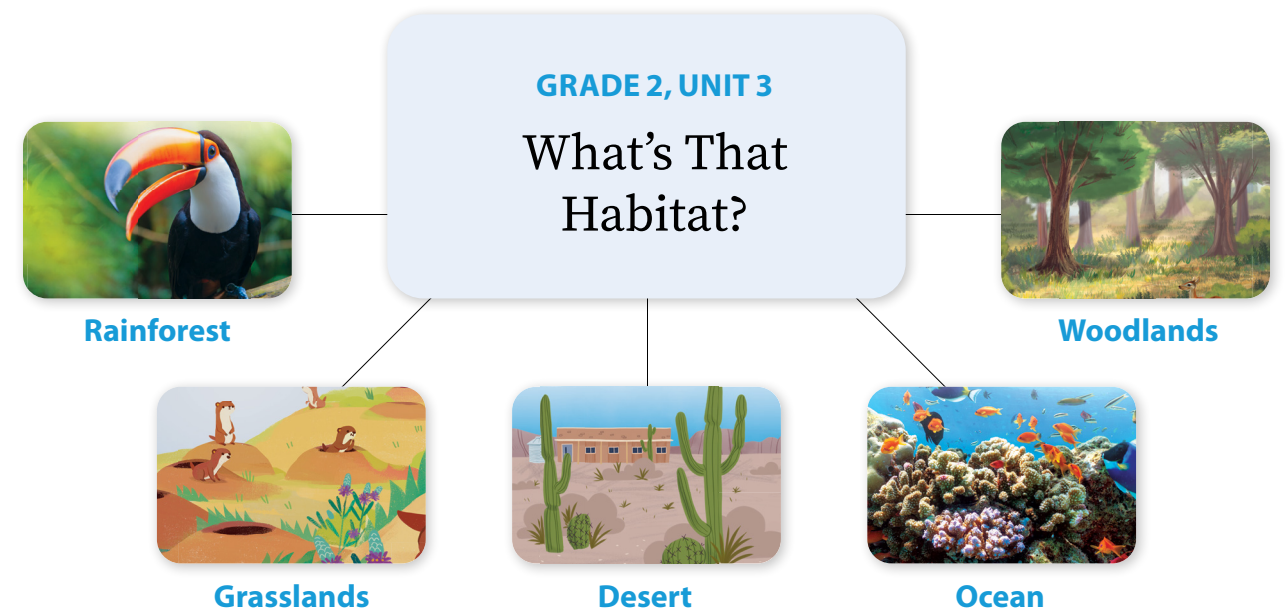 GRADE 2, UNIT 3
What’s That
Habitat?
Rainforest
Woodlands
Grasslands
Desert
Ocean